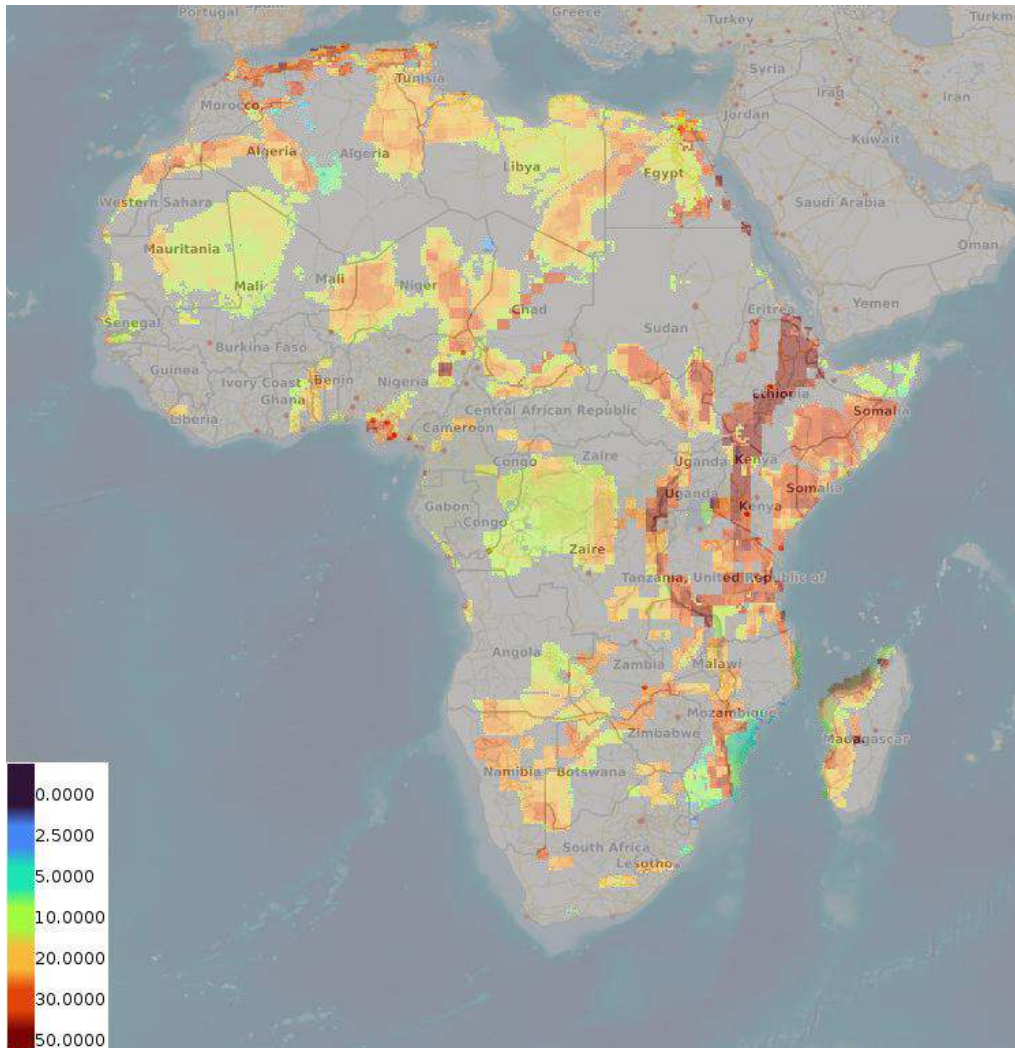 Portugal
Greece
Turkey
Syria
Iraq
Iran
Tunisia
Morocco
Jordan
Kuwait
Algeria
Algeria
Libya
Egypt
Western Sahara
Saudi Arabia
Mauritania
Oman
Mali
Mali
Niger
Chad
Yemen
Senegal
Sudan
Eritrea
Burkina Faso
Guinea
Ivory Coast
Benin
Nigeria
Ethiopia
Ghana
Somalia
Liberia
Central African Republic
Cameroon
Congo
Zaire
Uganda
Kenya
Uganda
Somalia
Gabon
Kenya
Congo
Zaire
Tanzania, United Republic of
Angola
Zambia
Malawi
Mozambique
Zimbabwe
Madagascar
Namibia
Botswana
South Africa
Lesotho
0.0000
2.5000
5.0000
10.0000
20.0000
30.0000
50.0000